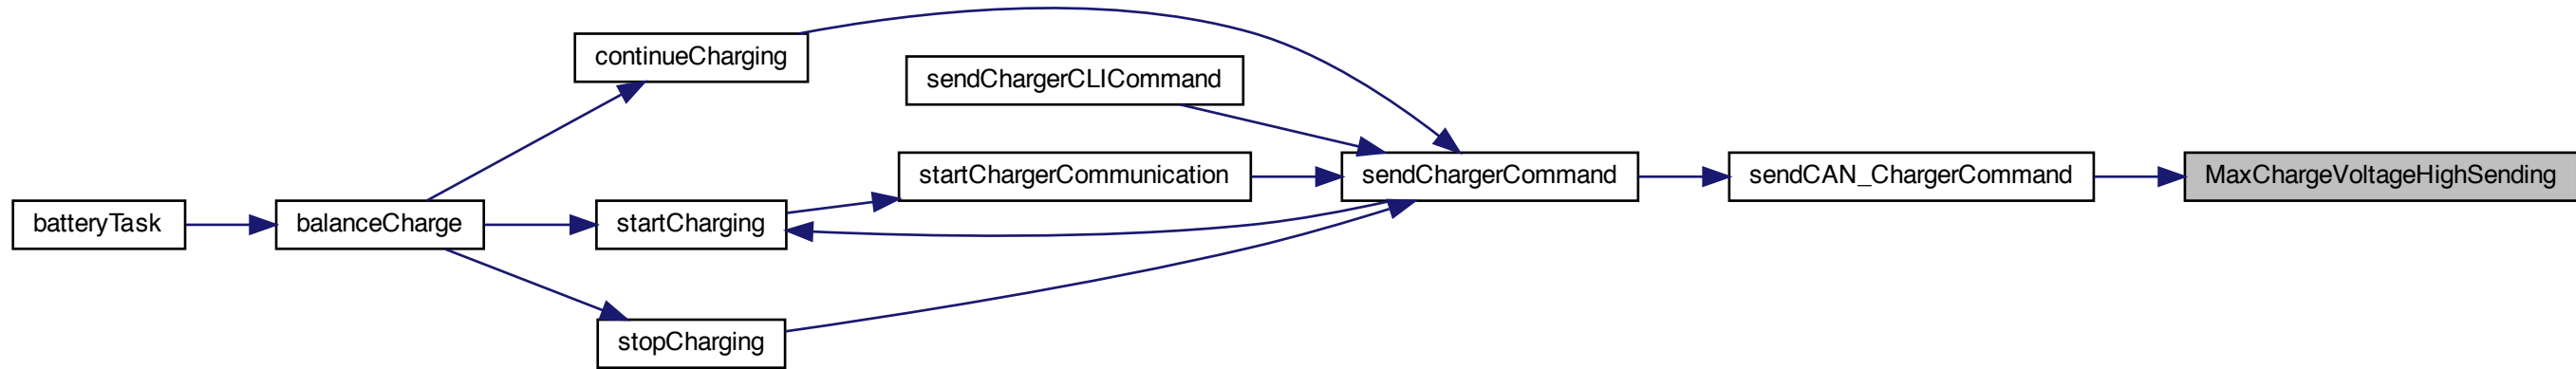 continueCharging
sendChargerCLICommand
startChargerCommunication
sendChargerCommand
sendCAN_ChargerCommand
MaxChargeVoltageHighSending
batteryTask
balanceCharge
startCharging
stopCharging